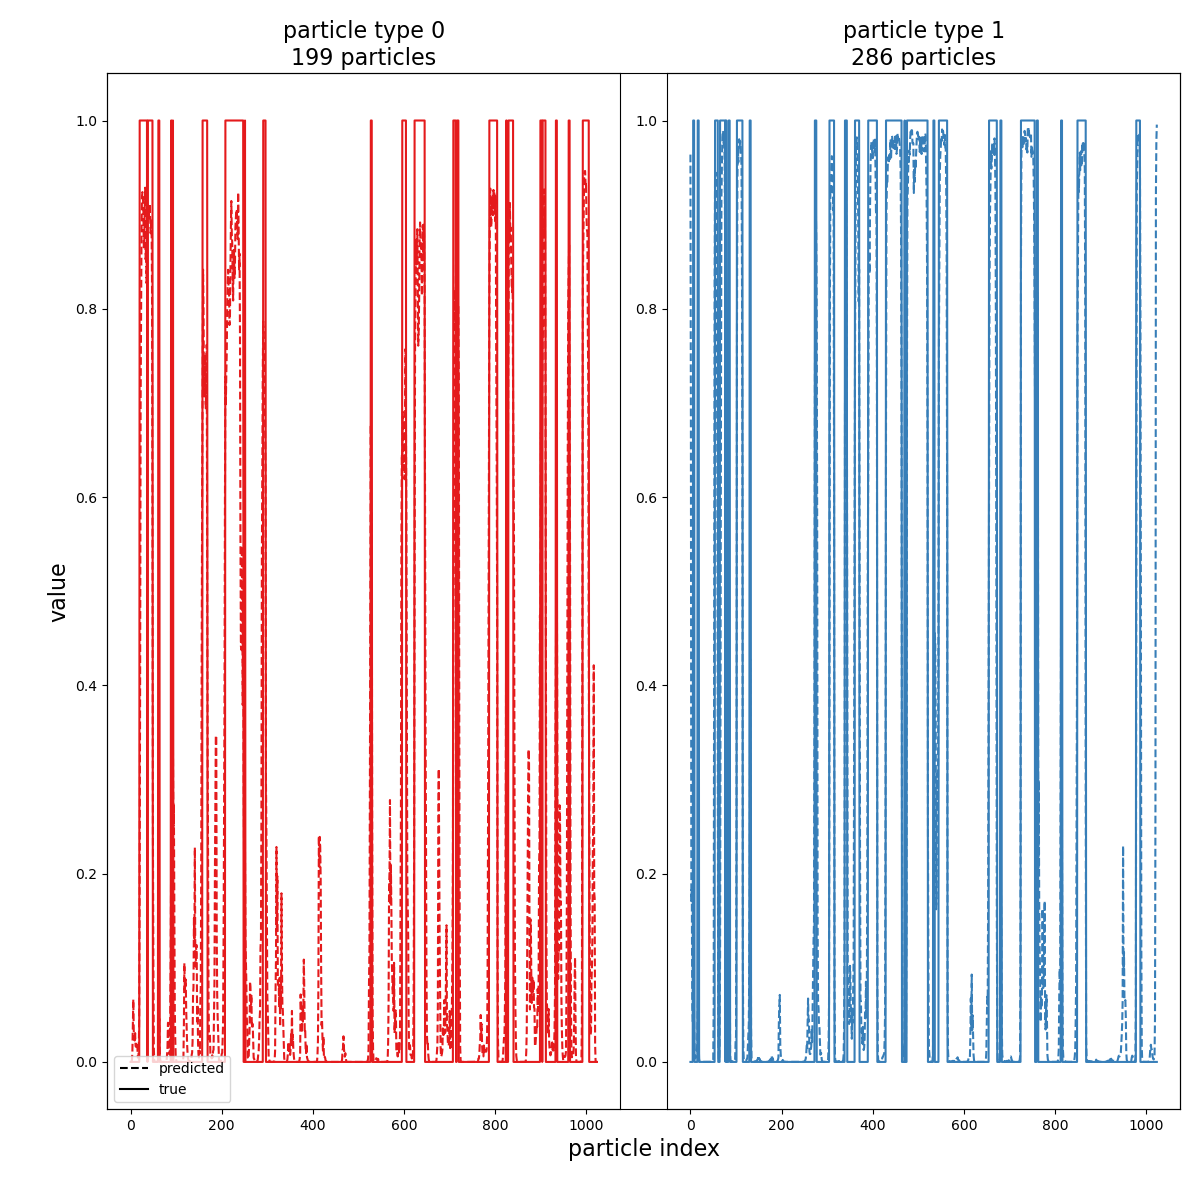 particle type 0
199 particles
particle type 1
286 particles
1.0
0.8
0.6
0.4
0.2
0.0
1.0
0.8
0.6
0.4
0.2
0.0
value
predicted
true
0 200 400 600 800 1000
0 200 400 600 800 1000
particle index